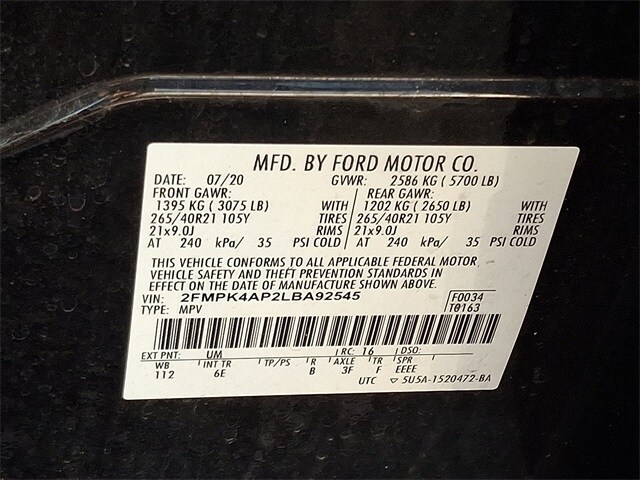 MFD. BY FORD MOTOR CO.
DATE: 07/20 GVWR: 2586 KG ( 5700 LB)
FRONT GAWR: REAR GAWR:
1395 KG ( 3075 LB) WITH 1202 KG ( 2650 LB) WITH
265/40R21 105Y TIRES 265/40R21 105Y TIRES
21x9.0J RIMS 21x9.0J RIMS
AT 240 kPa/ 35 PSI COLD AT 240 kPa/ 35 PSI COLD
THIS VEHICLE CONFORMS TO ALL APPLICABLE FEDERAL MOTOR
VEHICLE SAFETY AND THEFT PREVENTION STANDARDS IN
EFFECT ON THE DATE OF MANUFACTURE SHOWN ABOVE.
VIN: 2FMPK4AP2LBA92545 F0034
TYPE: MPV T0163
EXT PNT: UM RC: 16 DSO:
WB INT TR TP/PS R AXLE TR SPR
112 6E B 3F F EEEE
UTC ▽ 5U5A-1520472-BA